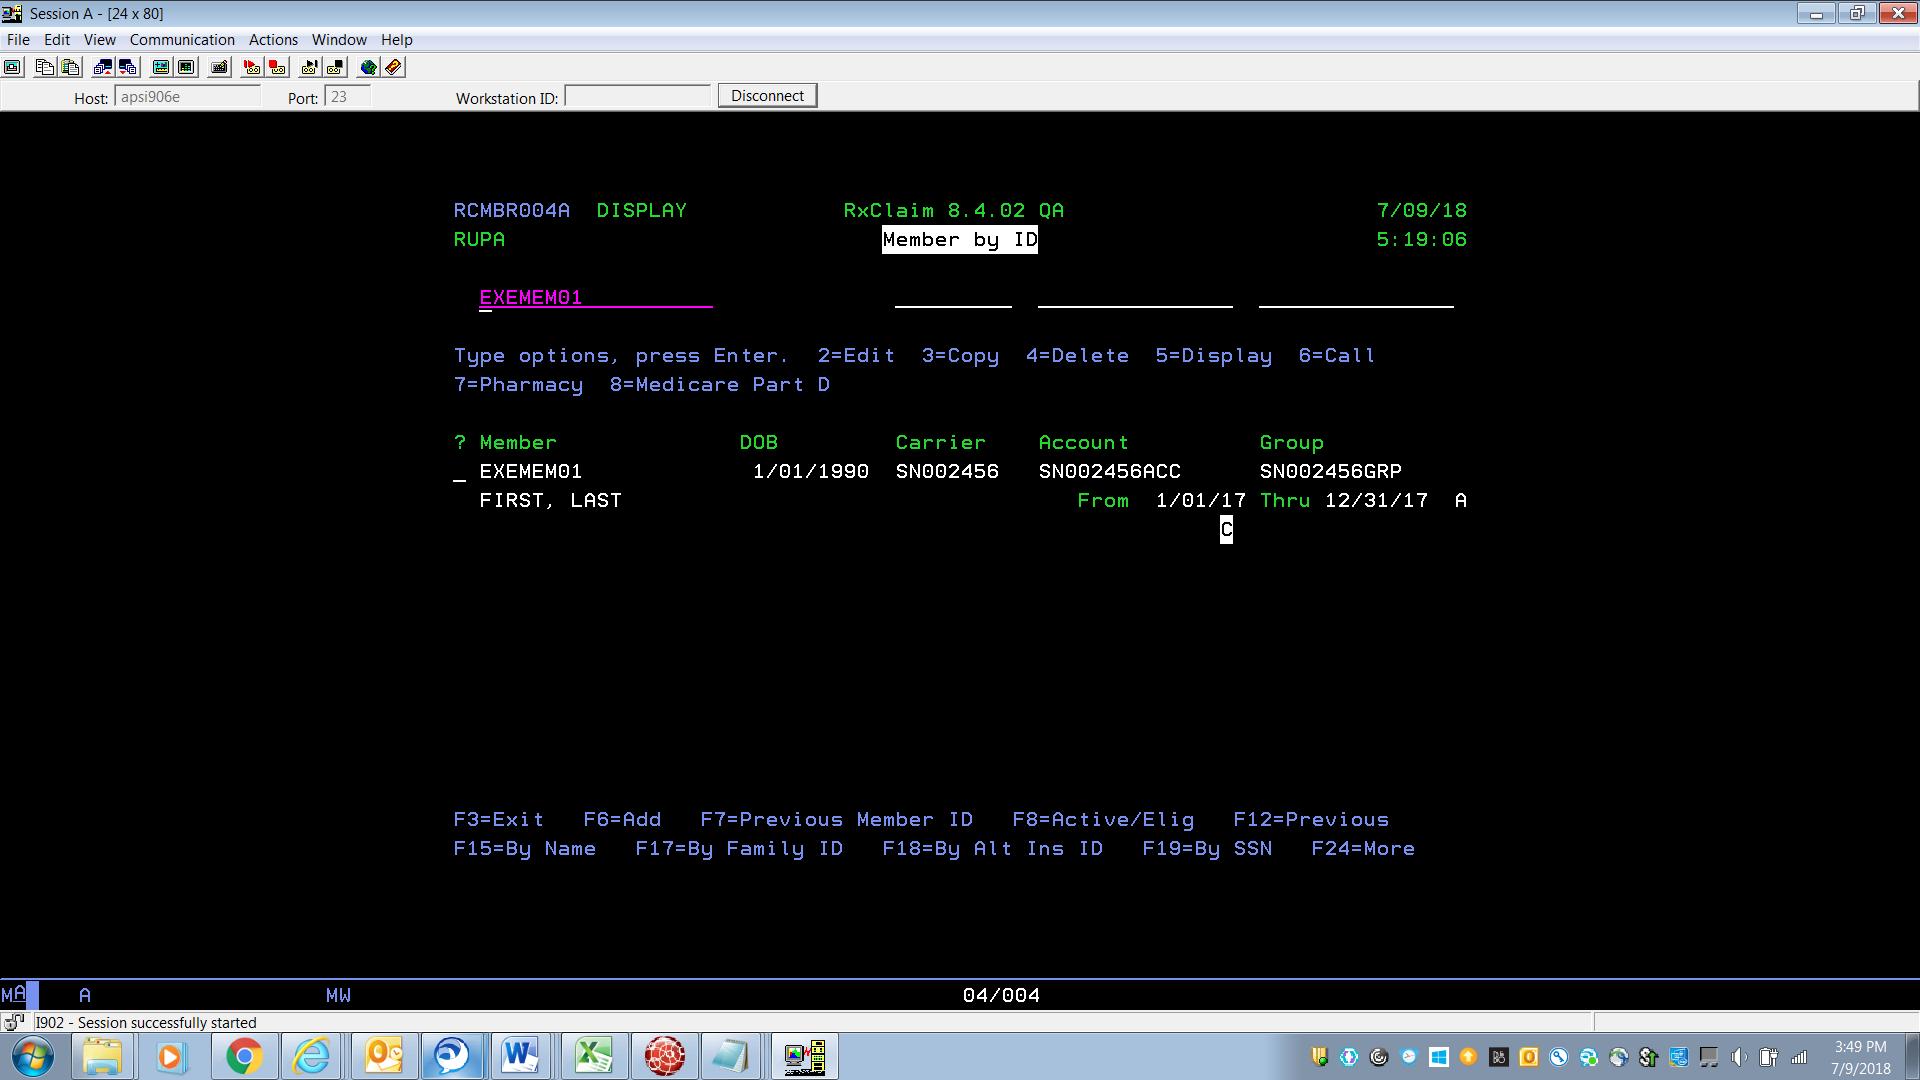 Session A - [24 x 80]
File Edit View Communication Actions Window Help
Host: apsi906e Port: 23 Workstation ID: Disconnect
RCMBR004A DISPLAY RxClaim 8.4.02 QA 7/09/18
RUPA Member by ID 5:19:06
EXEMEM01
Type options, press Enter. 2=Edit 3=Copy 4=Delete 5=Display 6=Call
7=Pharmacy 8=Medicare Part D
? Member DOB Carrier Account Group
_ EXEMEM01 1/01/1990 SN002456 SN002456ACC SN002456GRP
FIRST, LAST From 1/01/17 Thru 12/31/17 A
C
F3=Exit F6=Add F7=Previous Member ID F8=Active/Elig F12=Previous
F15=By Name F17=By Family ID F18=By Alt Ins ID F19=By SSN F24=More
MA A MW 04/004
I902 - Session successfully started
3:49 PM
7/9/2018